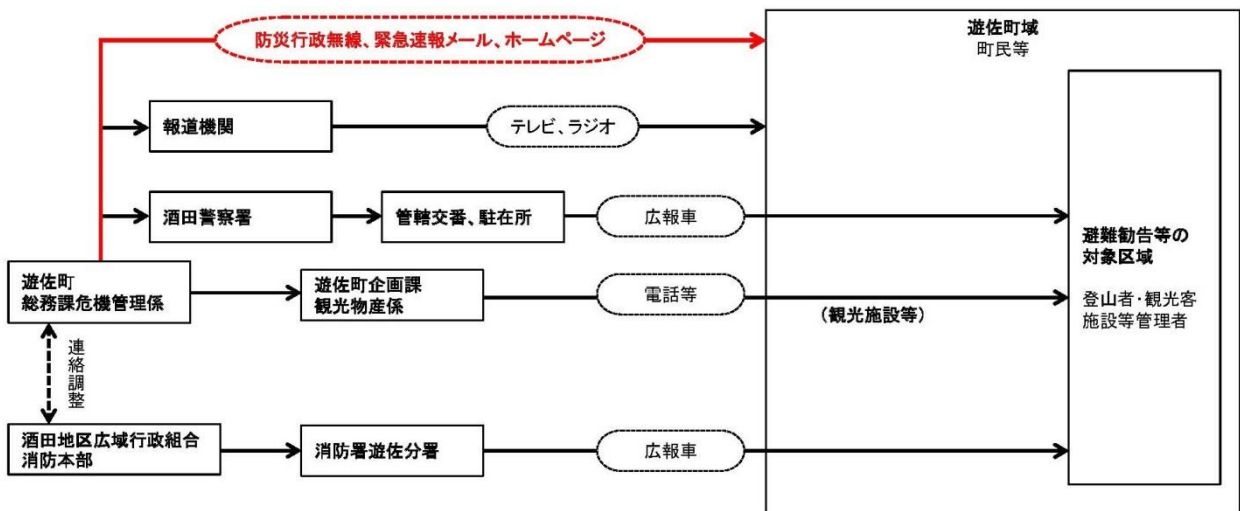 防災行政無線、緊急速報メール、ホームページ
遊佐町域
町民等
報道機関
テレビ、ラジオ
酒田警察署
管轄交番、駐在所
広報車
遊佐町
総務課危機管理係
遊佐町企画課
観光物産係
電話等
(観光施設等)
避難勧告等の
対象区域
登山者・観光客
施設等管理者
連絡調整
酒田地区広域行政組合
消防本部
消防署遊佐分署
広報車